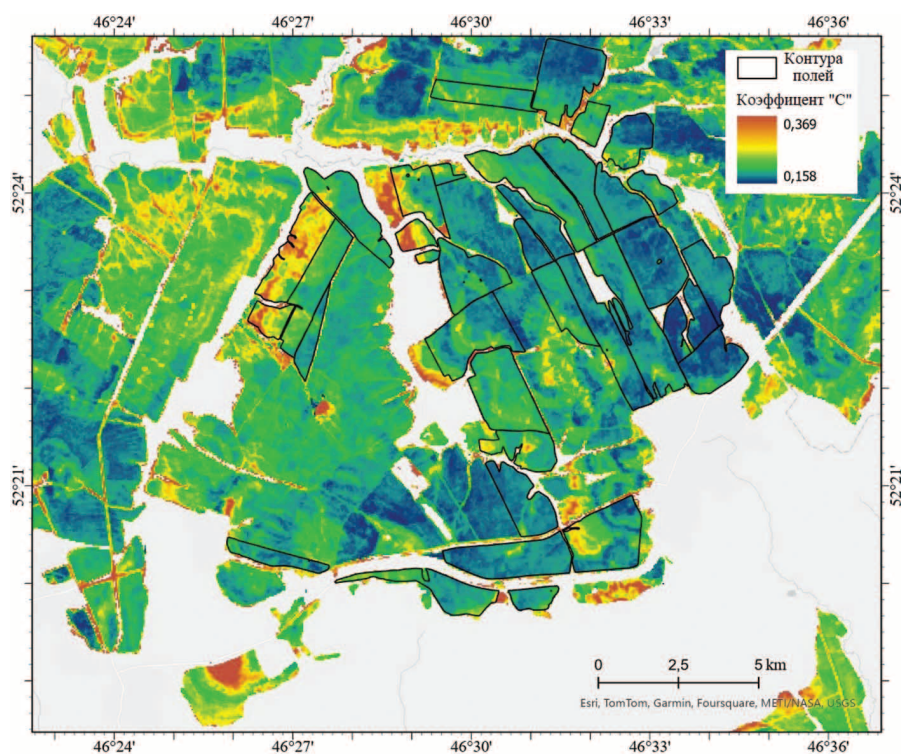 46°24' 46°27' 46°30' 46°33' 46°36'
Контура
полей
Коэффицент "С"
0,369
0,158
52°24'
52°24'
52°21'
52°21'
0 2,5 5 km
Esri, TomTom, Garmin, Foursquare, METI/NASA, USGS
46°24' 46°27' 46°30' 46°33' 46°36'